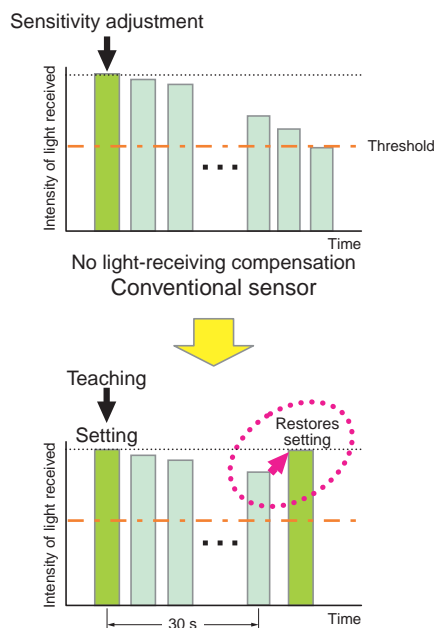 Sensitivity adjustment
Intensity of light received
Threshold
Time
No light-receiving compensation
Conventional sensor
Teaching
Setting
Restores
setting
Intensity of light received
Time
30 s